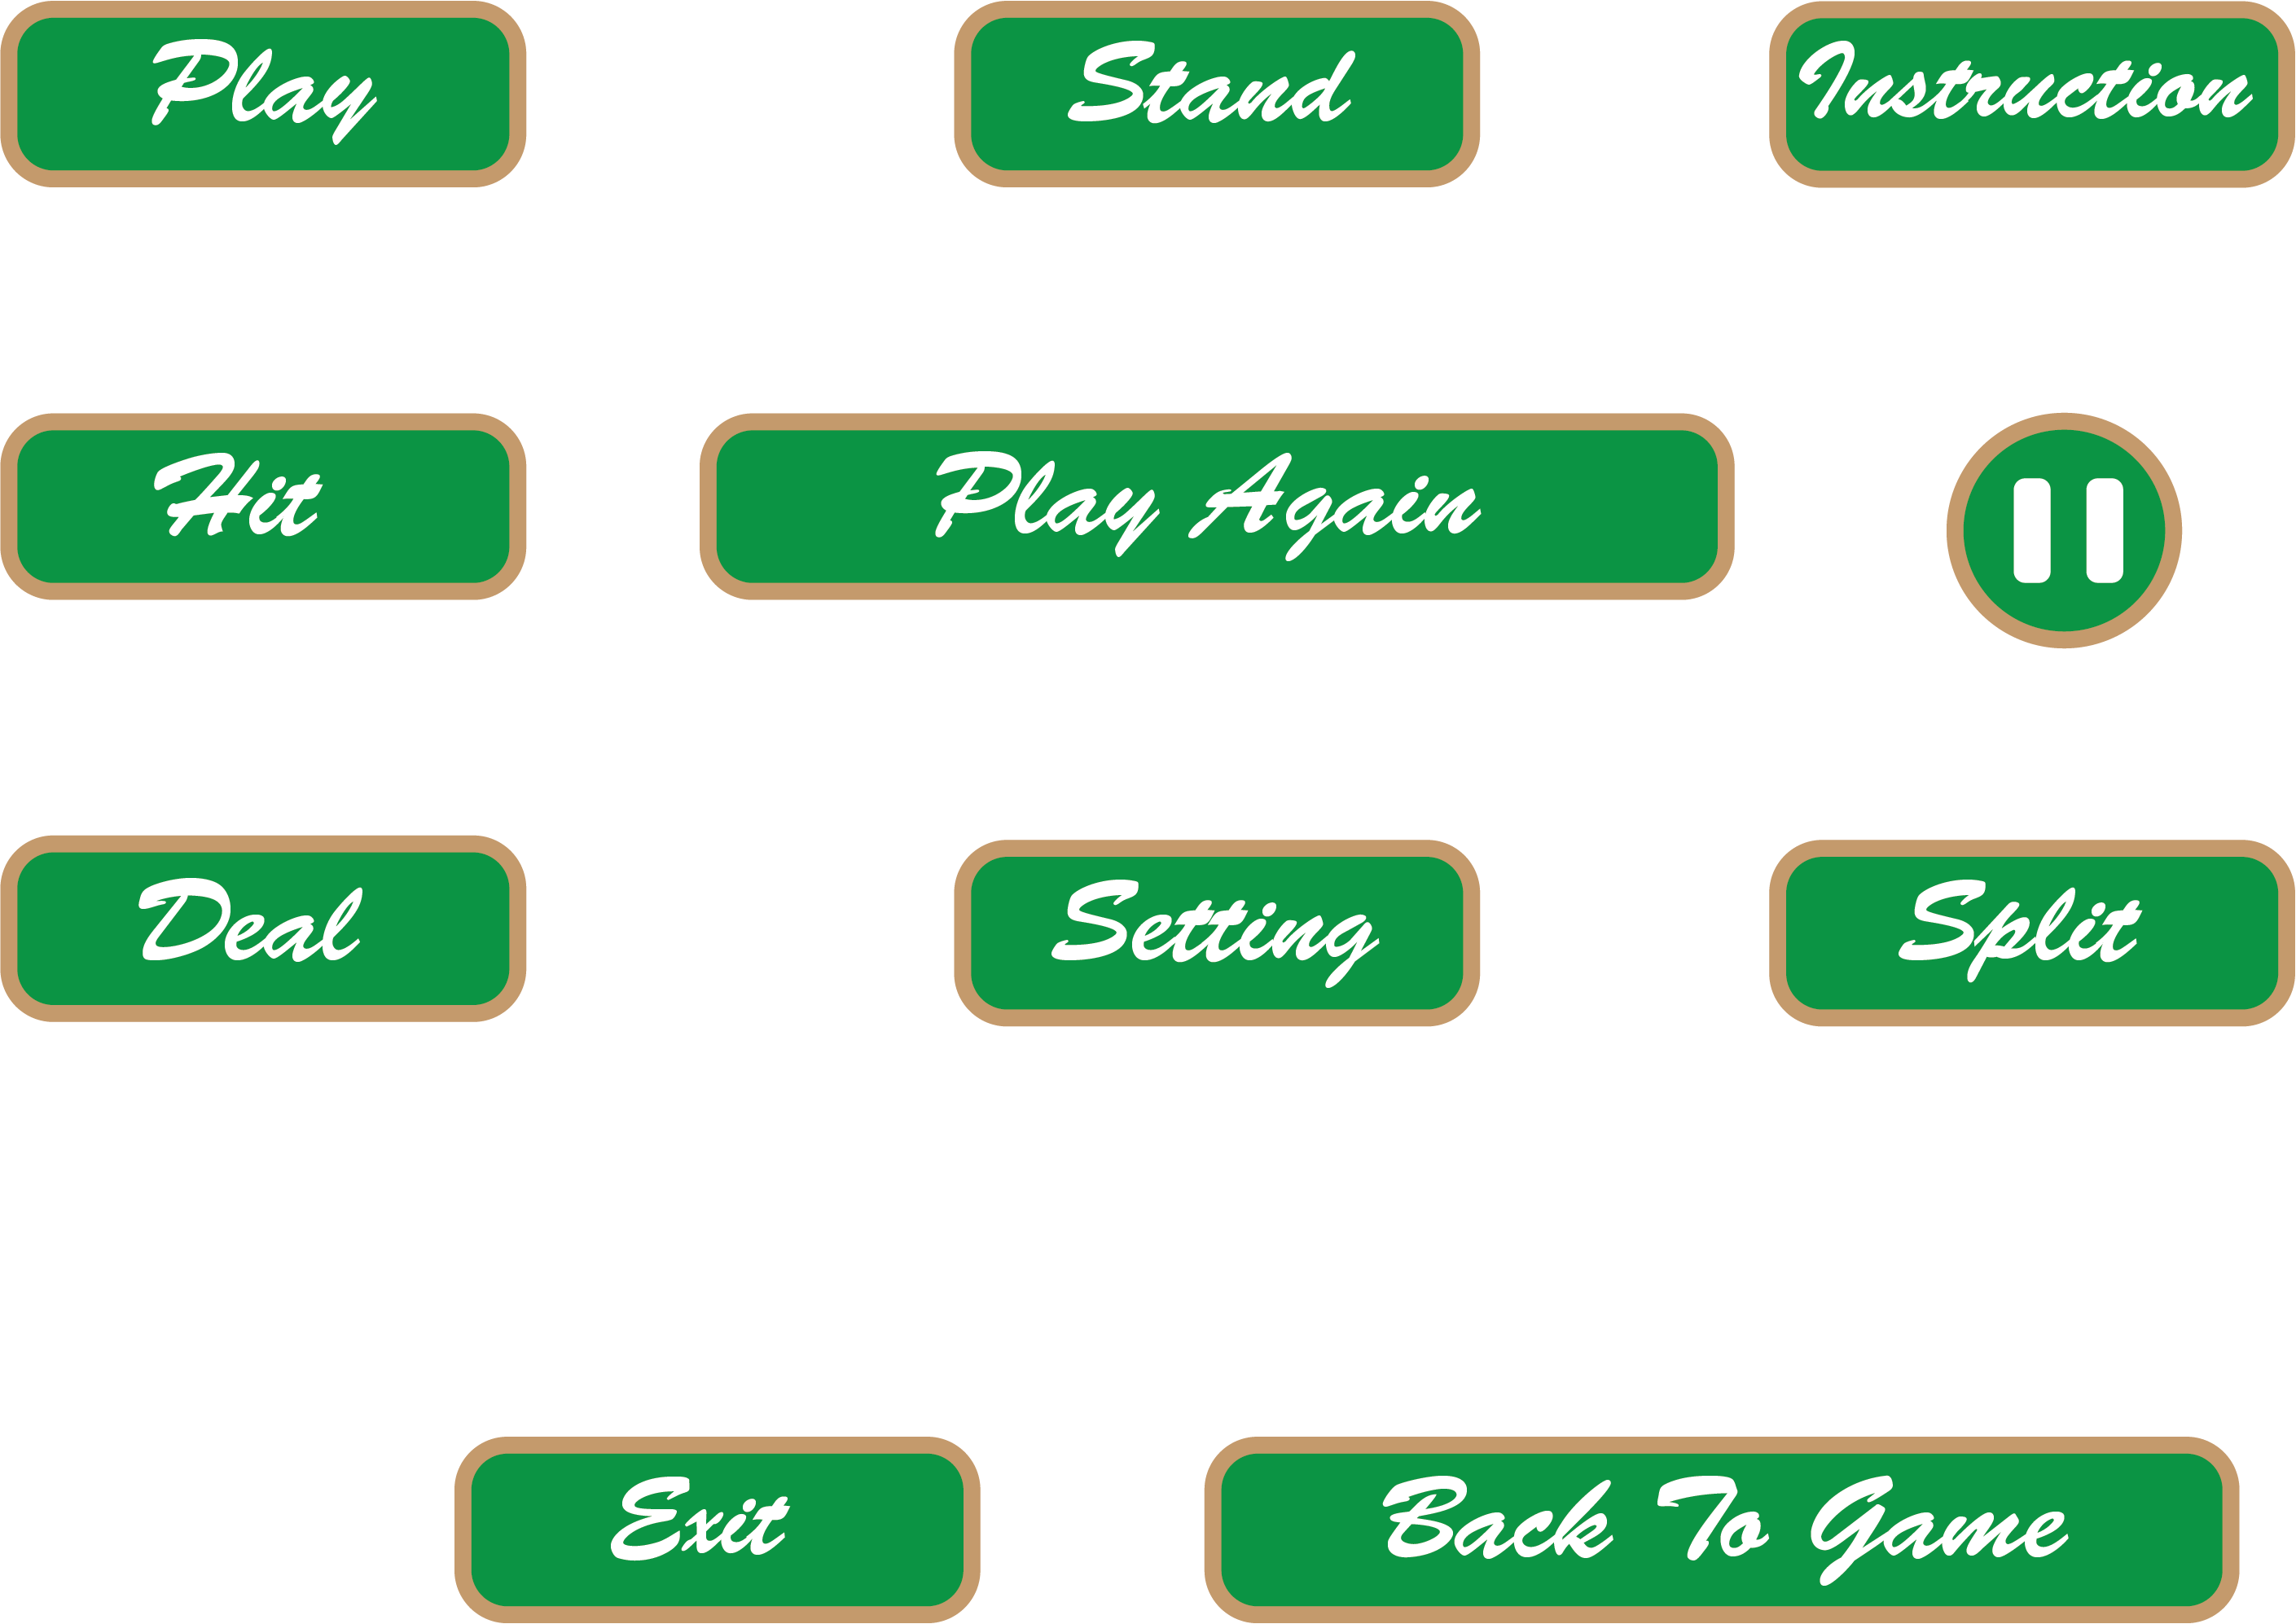 Play
Stand
Instruction
Hit
Play Again
Deal
Setting
Split
Exit
Back To Game